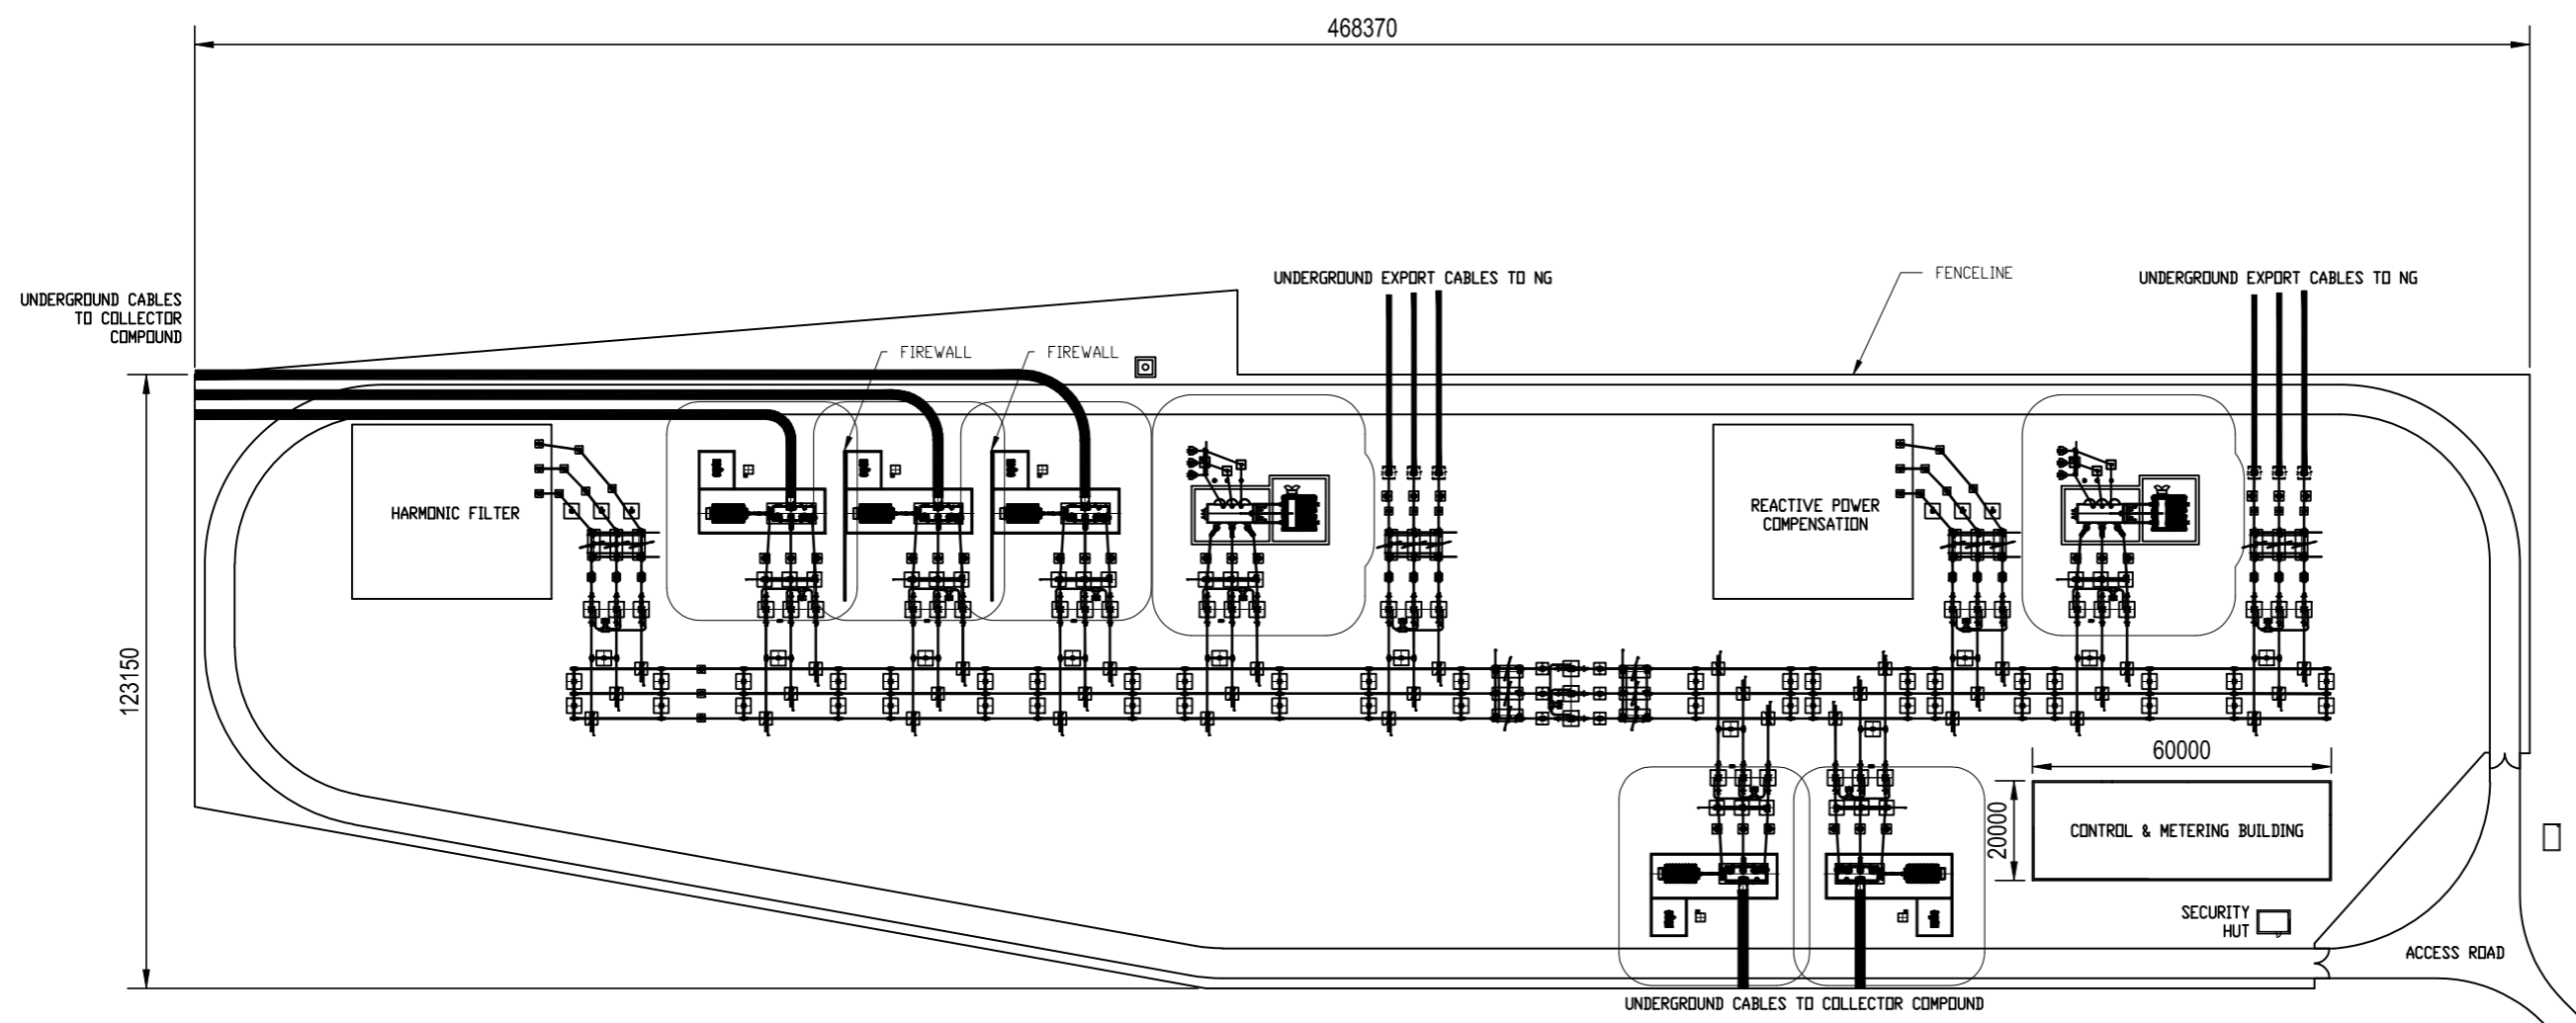 468370
UNDERGROUND EXPORT CABLES TO NG
FENCELINE
UNDERGROUND EXPORT CABLES TO NG
UNDERGROUND CABLES
TO COLLECTOR
COMPOUND
FIREWALL
FIREWALL
HARMONIC FILTER
REACTIVE POWER
COMPENSATION
123150
60000
20000
CONTROL & METERING BUILDING
SECURITY
HUT
ACCESS ROAD
UNDERGROUND CABLES TO COLLECTOR COMPOUND